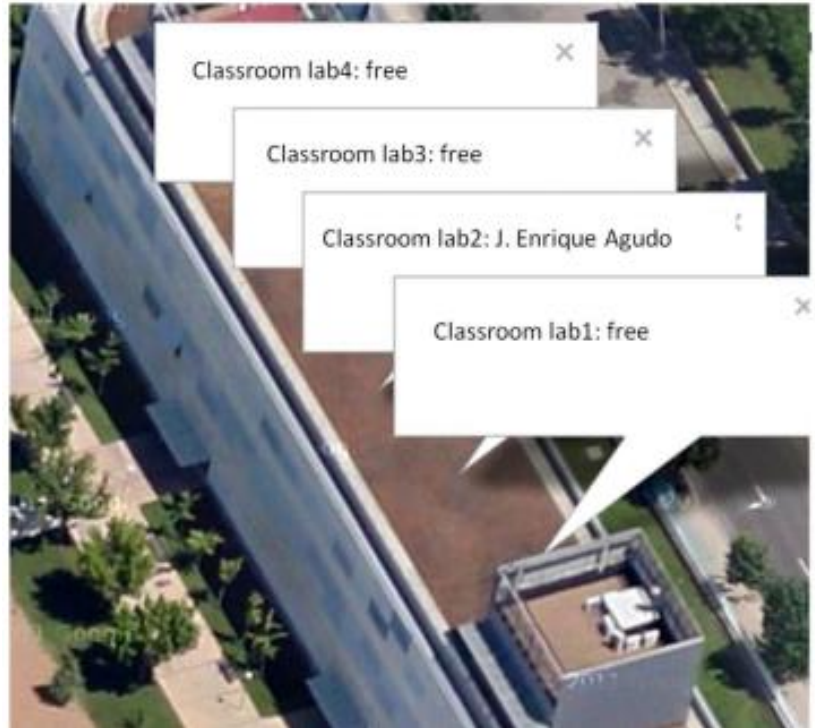 Classroom lab4: free
Classroom lab3: free
Classroom lab2: J. Enrique Agudo
Classroom lab1: free